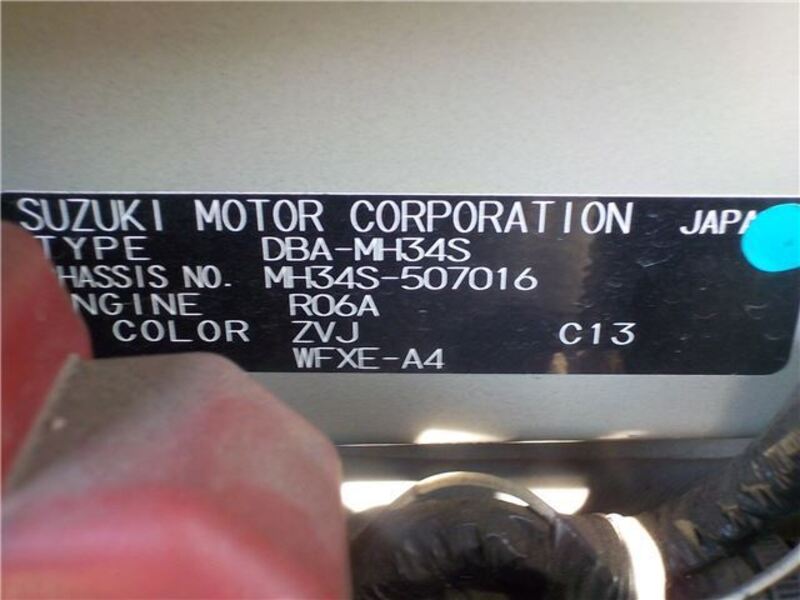 SUZUKI MOTOR CORPORATION JAPA
TYPE DBA-MH34S
HASSIS NO. MH34S-507016
NGINE R06A
COLOR ZVJ C13
WFXE-A4